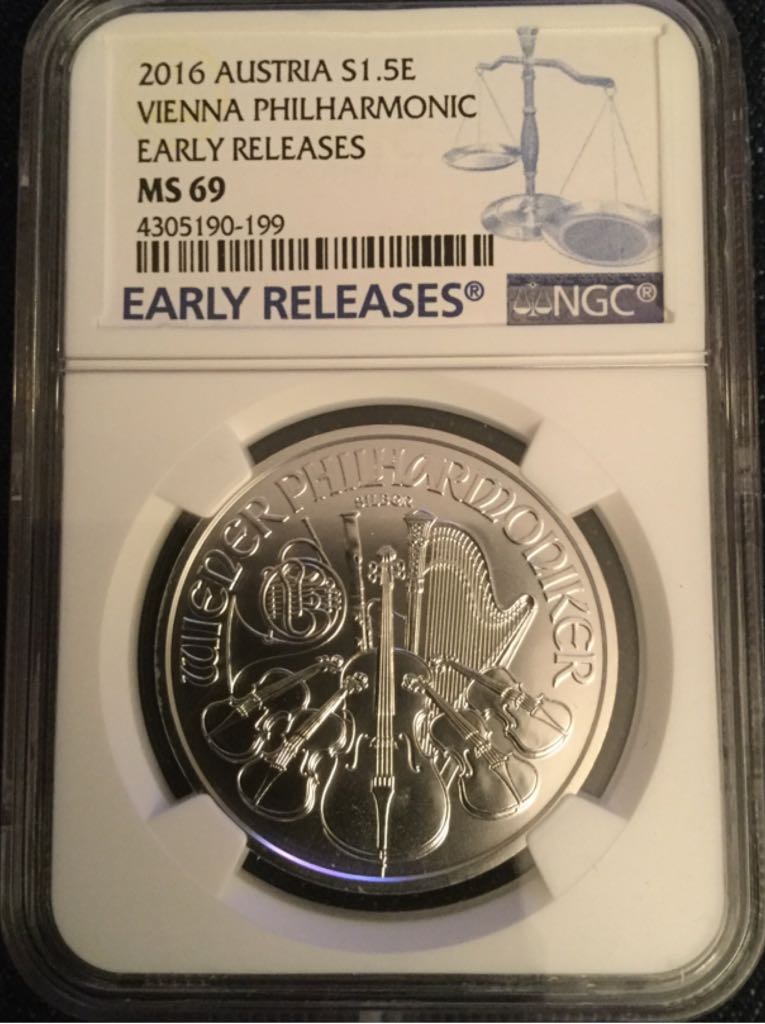 2016 AUSTRIA S1.5E
VIENNA PHILHARMONIC
EARLY RELEASES
MS 69
4305190-199
EARLY RELEASES®
NGC®
WIENER PHILHARMONIKER
SILBER